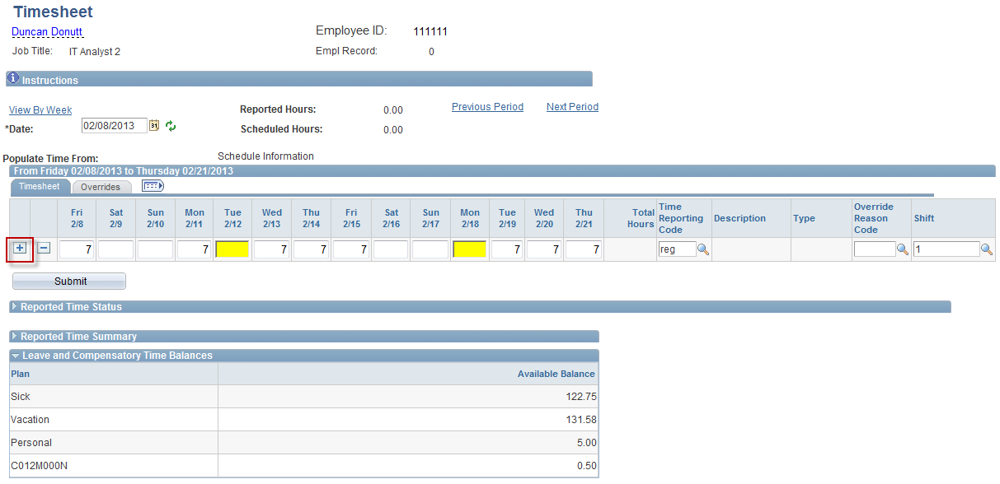 Timesheet
Duncan Donutt Employee ID: 111111
Job Title: IT Analyst 2 Empl Record: 0
Instructions
View By Week Reported Hours: 0.00 Previous Period Next Period
*Date: 02/08/2013 31 Scheduled Hours: 0.00
Populate Time From: Schedule Information
From Friday 02/08/2013 to Thursday 02/21/2013
Timesheet Overrides
Fri 2/8 Sat 2/9 Sun 2/10 Mon 2/11 Tue 2/12 Wed 2/13 Thu 2/14 Fri 2/15 Sat 2/16 Sun 2/17 Mon 2/18 Tue 2/19 Wed 2/20 Thu 2/21 Total Hours Time Reporting Code Description Type Override Reason Code Shift
+ − 7 7 7 7 7 7 7 7 reg 1
Submit
Reported Time Status
Reported Time Summary
Leave and Compensatory Time Balances
Plan Available Balance
Sick 122.75
Vacation 131.58
Personal 5.00
C012M000N 0.50